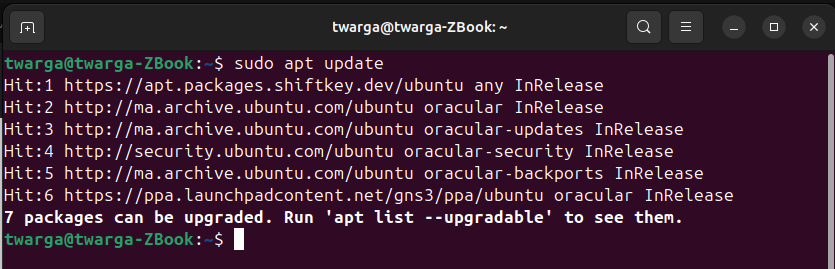 twarga@twarga-ZBook: ~
twarga@twarga-ZBook:~$ sudo apt update
Hit:1 https://apt.packages.shiftkey.dev/ubuntu any InRelease
Hit:2 http://ma.archive.ubuntu.com/ubuntu oracular InRelease
Hit:3 http://ma.archive.ubuntu.com/ubuntu oracular-updates InRelease
Hit:4 http://security.ubuntu.com/ubuntu oracular-security InRelease
Hit:5 http://ma.archive.ubuntu.com/ubuntu oracular-backports InRelease
Hit:6 https://ppa.launchpadcontent.net/gns3/ppa/ubuntu oracular InRelease
7 packages can be upgraded. Run 'apt list --upgradable' to see them.
twarga@twarga-ZBook:~$